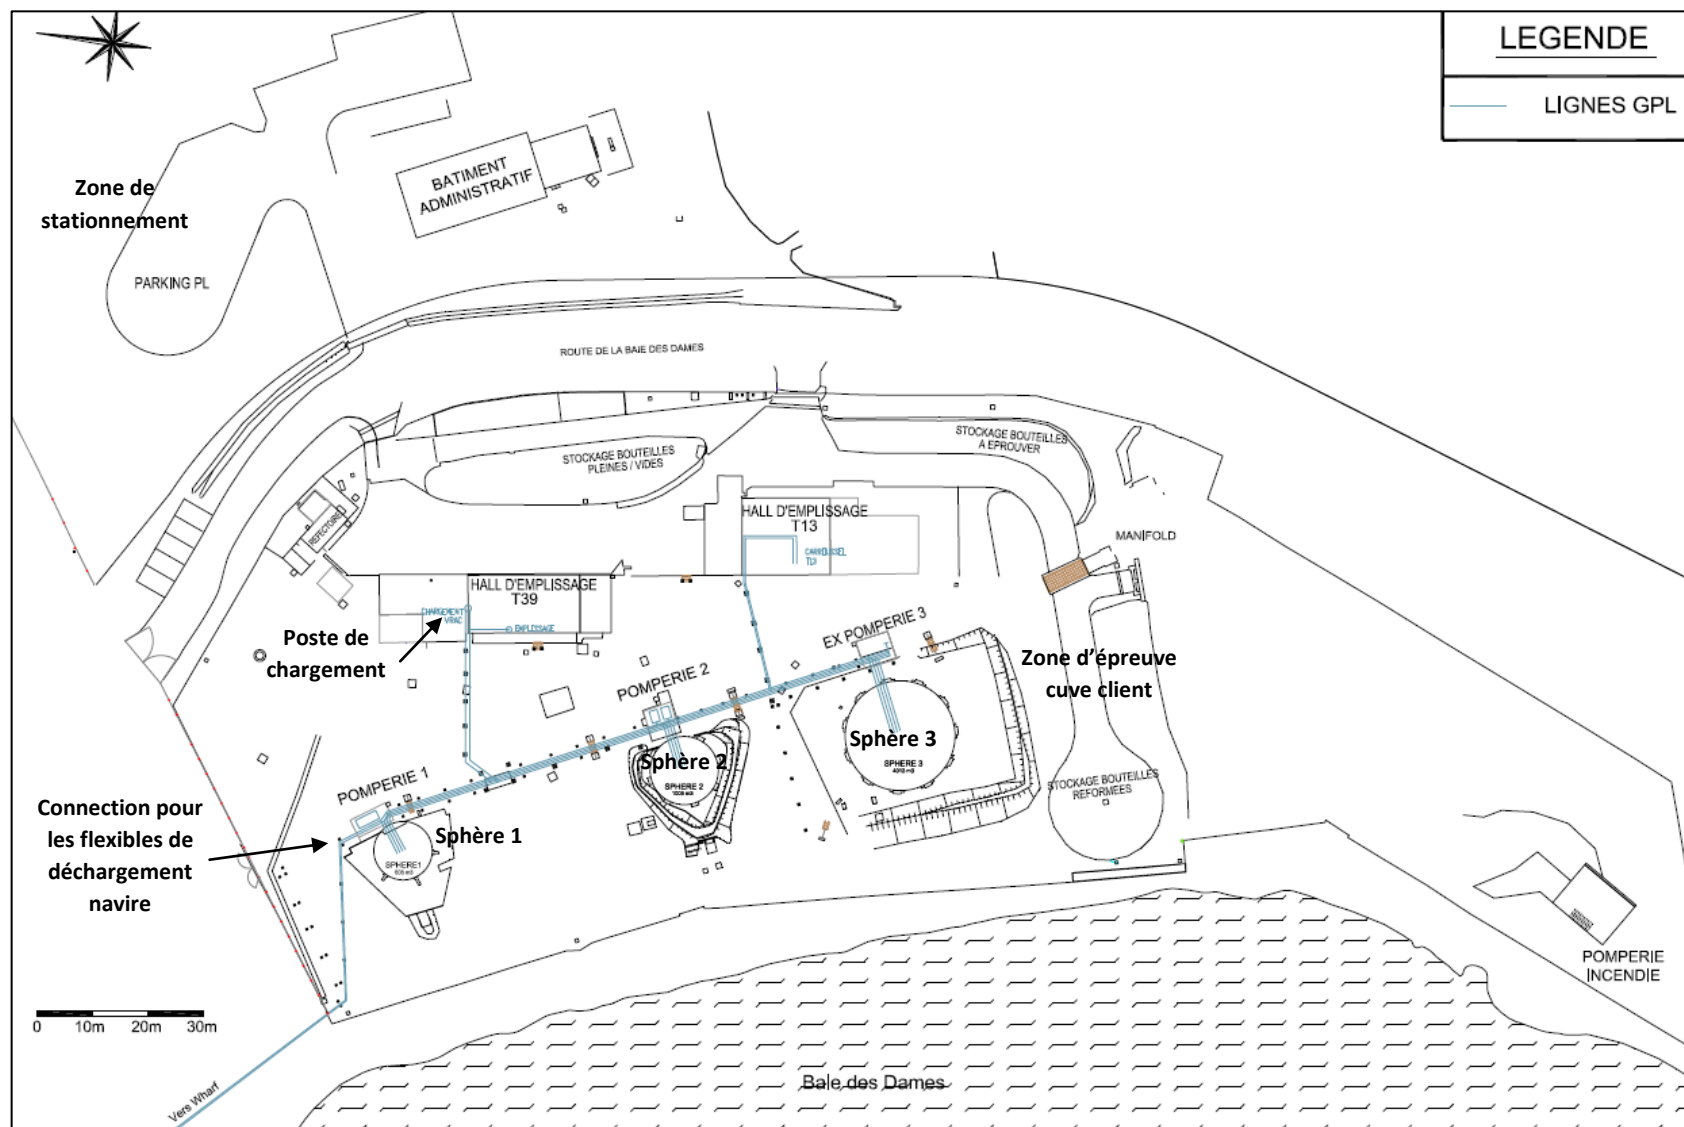 LEGENDE
LIGNES GPL
BATIMENT
ADMINISTRATIF
Zone de
stationnement
PARKING PL
ROUTE DE LA BAIE DES DAMES
STOCKAGE BOUTEILLES
PLEINES / VIDES
STOCKAGE BOUTEILLES
A EPROUVER
REFECTOIRE
HALL D'EMPLISSAGE
T13
CARROUSSEL
T13
MANIFOLD
HALL D'EMPLISSAGE
T39
CHARGEMENT
VRAC
EMPLISSAGE
Poste de
chargement
EX POMPERIE 3
Zone d'épreuve
cuve client
POMPERIE 2
Sphère 3
SPHERE 3
Sphère 2
SPHERE 2
STOCKAGE BOUTEILLES
REFORMEES
POMPERIE 1
Connection pour
les flexibles de
déchargement
navire
Sphère 1
SPHERE1
POMPERIE
INCENDIE
0 10m 20m 30m
Vers Wharf
Baie des Dames